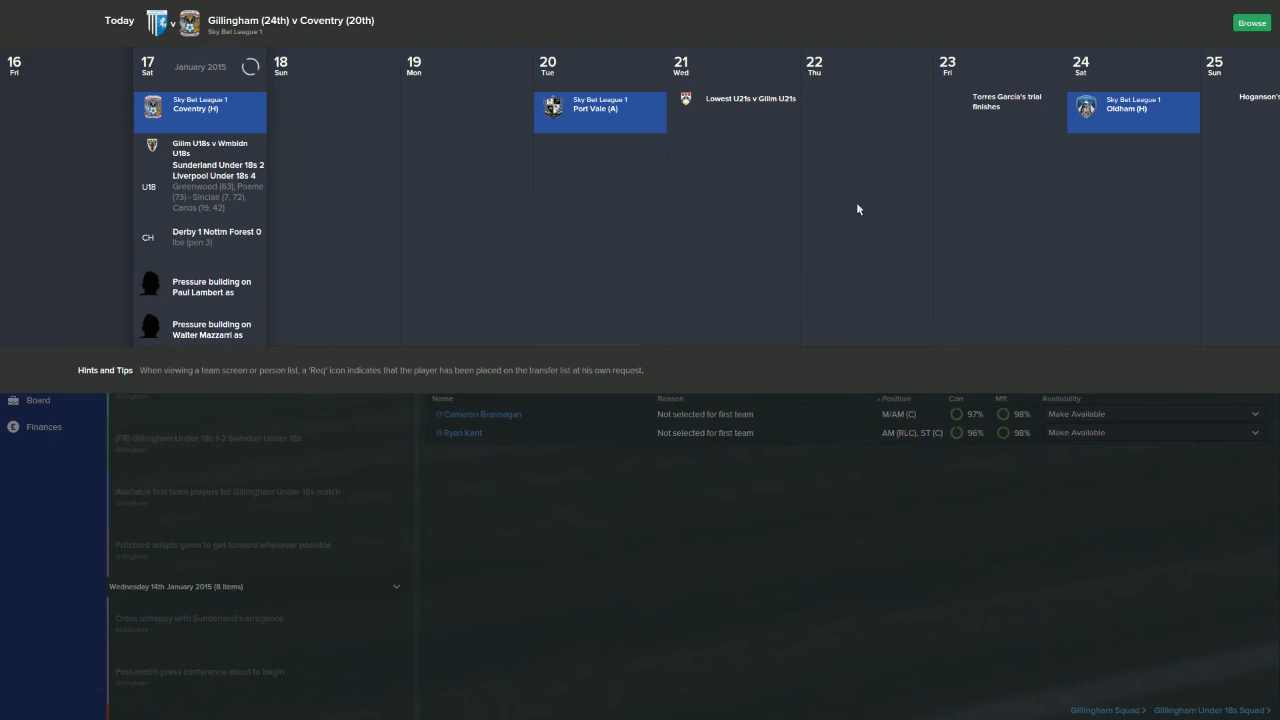 Today
v
Gillingham (24th) v Coventry (20th)
Sky Bet League 1
Browse
16
Fri
17
Sat
January 2015
18
Sun
19
Mon
20
Tue
21
Wed
22
Thu
23
Fri
24
Sat
25
Sun
Sky Bet League 1
Coventry (H)
Gillm U18s v Wmbldn
U18s
U18
Sunderland Under 18s 2
Liverpool Under 18s 4
Greenwood (63), Poame
(73) - Sinclair (7, 72),
Canos (19, 42)
CH
Derby 1 Nottm Forest 0
Ibe (pen 3)
Pressure building on
Paul Lambert as
Pressure building on
Walter Mazzarri as
Sky Bet League 1
Port Vale (A)
Lowest U21s v Gillm U21s
Torres García's trial
finishes
Sky Bet League 1
Oldham (H)
Hoganson's
Hints and Tips
When viewing a team screen or person list, a 'Req' icon indicates that the player has been placed on the transfer list at his own request.
Board
Finances
Gillingham
(FR) Gillingham Under 18s 1-2 Swindon Under 18s
Gillingham
Available first team players for Gillingham Under 18s match
Gillingham
Pritchard adapts game to get forward whenever possible
Gillingham
Wednesday 14th January 2015 (8 items)
Cross unhappy with Sunderland's arrogance
Post-match press conference about to begin
Gillingham
Name
Reason
Position
Con
Mft
Availability
Cameron Brannagan
Not selected for first team
M/AM (C)
97%
98%
Make Available
Ryan Kent
Not selected for first team
AM (RLC), ST (C)
96%
98%
Make Available
Gillingham Squad >
Gillingham Under 18s Squad >